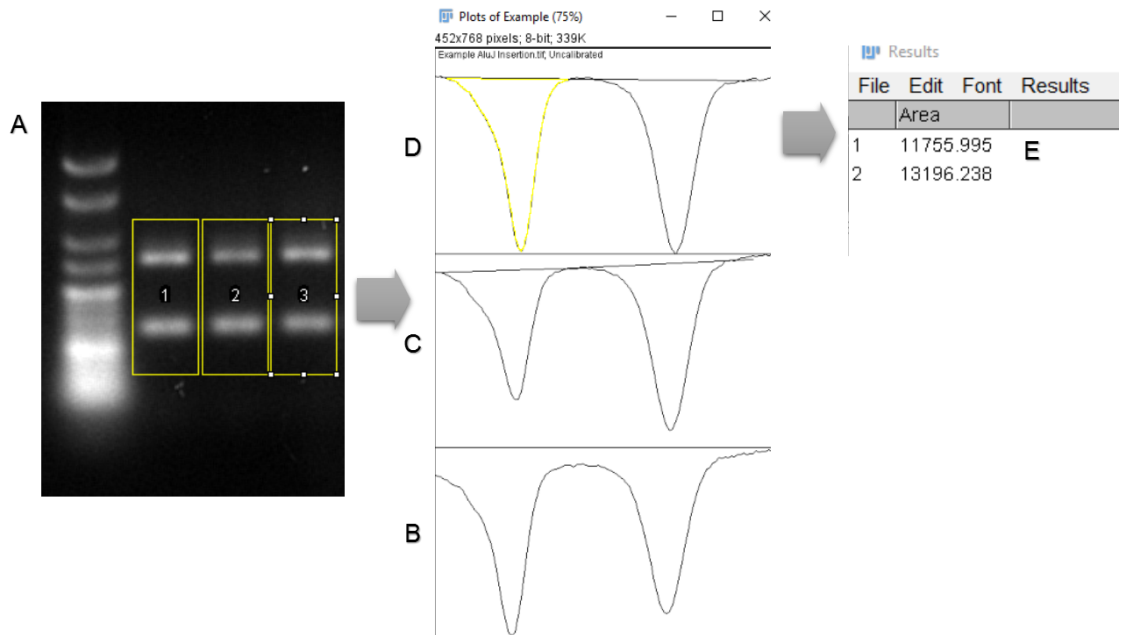 A
1 2 3
Plots of Example (75%)
452x768 pixels; 8-bit; 339K
Example AluJ Insertion.tif, Uncalibrated
D
C
B
Results
File Edit Font Results
Area
1 11755.995
2 13196.238
E